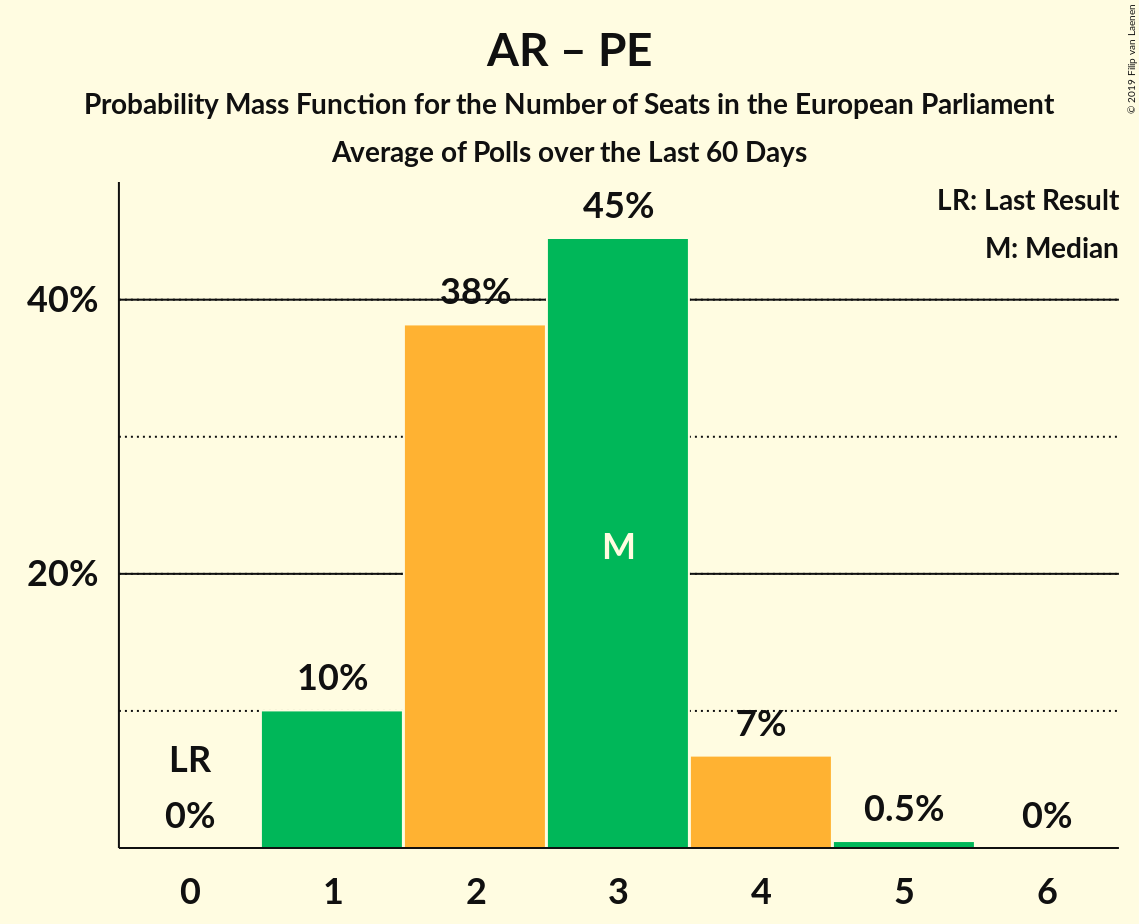 AR – PE
Probability Mass Function for the Number of Seats in the European Parliament
Average of Polls over the Last 60 Days
© 2019 Filip van Laenen
LR: Last Result
M: Median
45%
38%
40%
M
20%
10%
7%
LR
0%
0.5%
0%
0 1 2 3 4 5 6